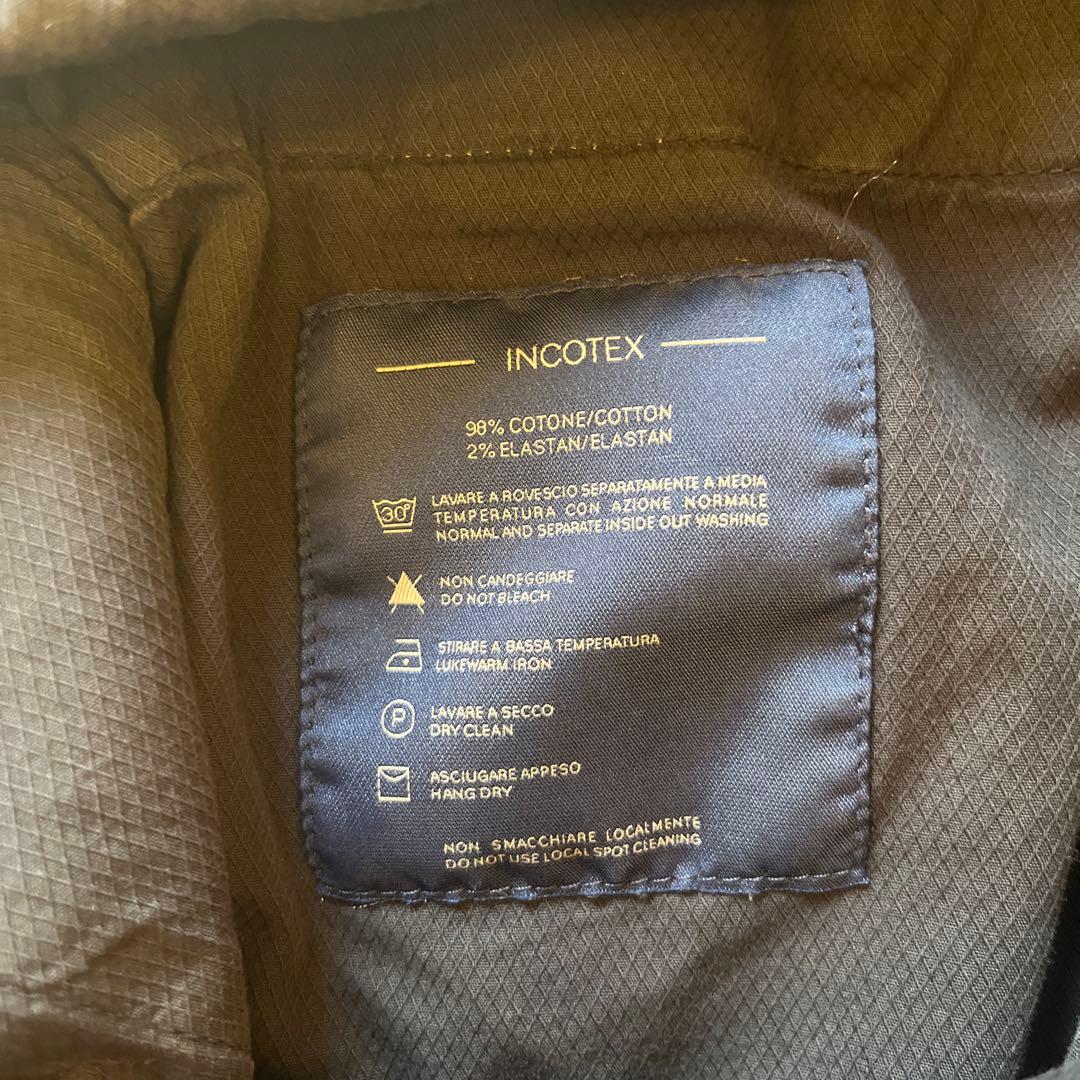 INCOTEX
98% COTONE/COTTON
2% ELASTAN/ELASTAN
30°
LAVARE A ROVESCIO SEPARATAMENTE A MEDIA
TEMPERATURA CON AZIONE NORMALE
NORMAL AND SEPARATE INSIDE OUT WASHING
NON CANDEGGIARE
DO NOT BLEACH
STIRARE A BASSA TEMPERATURA
LUKEWARM IRON
P
LAVARE A SECCO
DRY CLEAN
ASCIUGARE APPESO
HANG DRY
NON SMACCHIARE LOCALMENTE
DO NOT USE LOCAL SPOT CLEANING